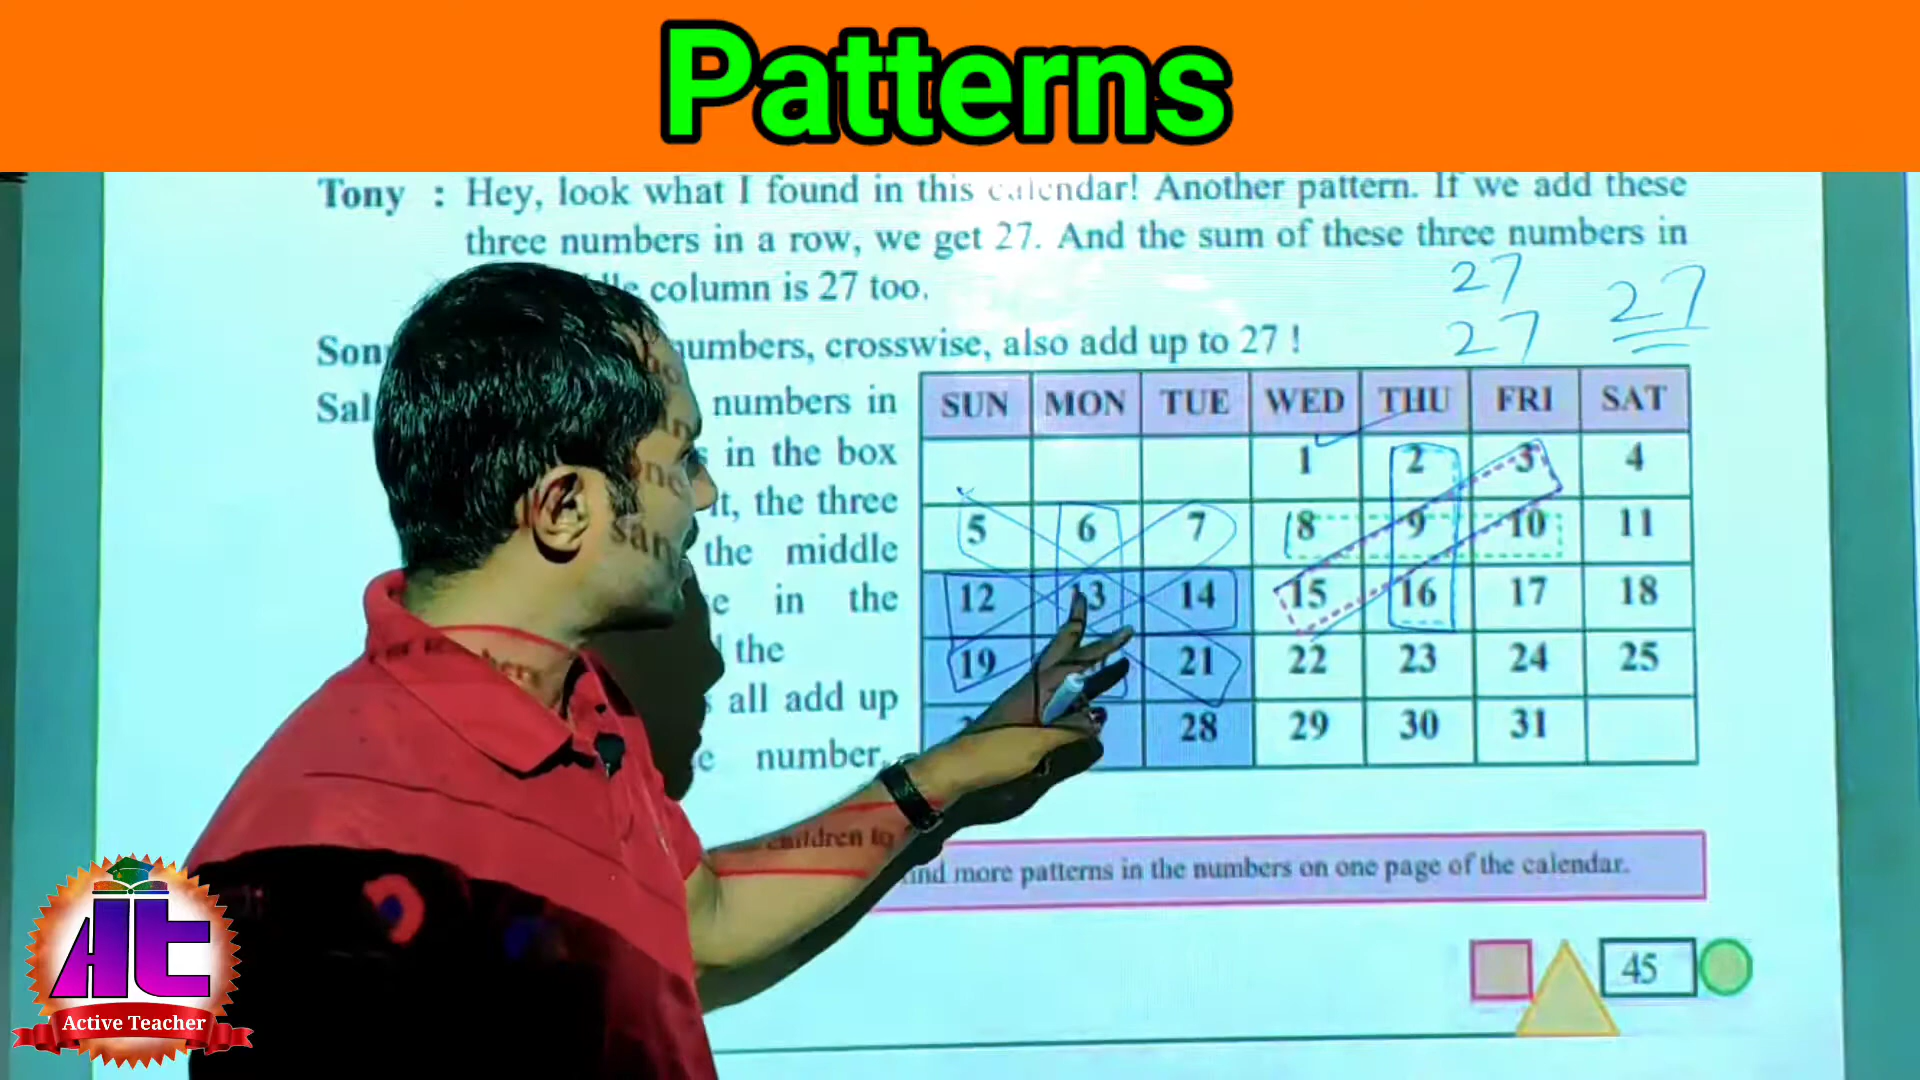 Patterns
Tony : Hey, look what I found in this calendar! Another pattern. If we add these
three numbers in a row, we get 27. And the sum of these three numbers in
column is 27 too.
27
27
27
numbers, crosswise, also add up to 27 !
numbers in
in the box
the three
the middle
in the
the
all add up
number.
SUN MON TUE WED THU FRI SAT
1 2 3 4
5 6 7 8 9 10 11
12 13 14 15 16 17 18
19 21 22 23 24 25
28 29 30 31
children to
more patterns in the numbers on one page of the calendar.
45
At
Active Teacher